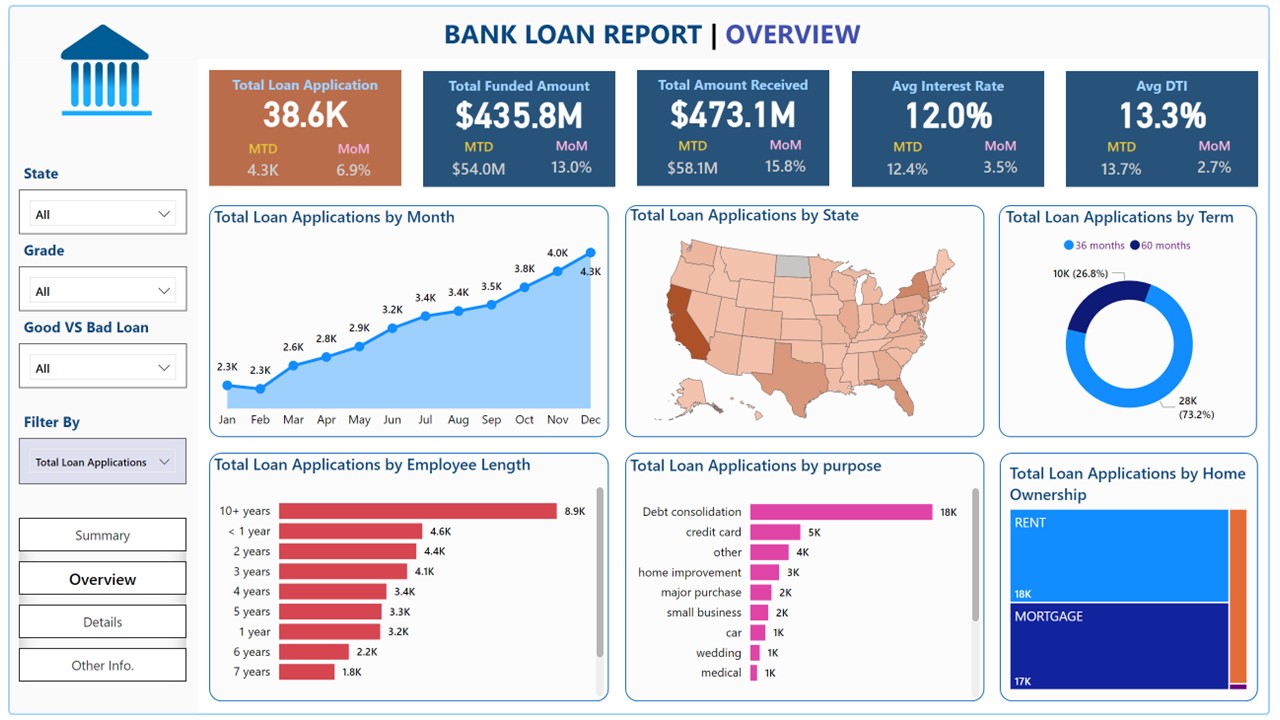 BANK LOAN REPORT | OVERVIEW
Total Loan Application
38.6K
MTD
MoM
4.3K
6.9%
Total Funded Amount
$435.8M
MTD
MoM
$54.0M
13.0%
Total Amount Received
$473.1M
MTD
MoM
$58.1M
15.8%
Avg Interest Rate
12.0%
MTD
MoM
12.4%
3.5%
Avg DTI
13.3%
MTD
MoM
13.7%
2.7%
State
All
Grade
All
Good VS Bad Loan
All
Filter By
Total Loan Applications
Summary
Overview
Details
Other Info.
Total Loan Applications by Month
2.3K
2.3K
2.6K
2.8K
2.9K
3.2K
3.4K
3.4K
3.5K
3.8K
4.0K
4.3K
Jan
Feb
Mar
Apr
May
Jun
Jul
Aug
Sep
Oct
Nov
Dec
Total Loan Applications by State
Total Loan Applications by Term
36 months
60 months
10K (26.8%)
28K
(73.2%)
Total Loan Applications by Employee Length
10+ years
8.9K
< 1 year
4.6K
2 years
4.4K
3 years
4.1K
4 years
3.4K
5 years
3.3K
1 year
3.2K
6 years
2.2K
7 years
1.8K
Total Loan Applications by purpose
Debt consolidation
18K
credit card
5K
other
4K
home improvement
3K
major purchase
2K
small business
2K
car
1K
wedding
1K
medical
1K
Total Loan Applications by Home
Ownership
RENT
18K
MORTGAGE
17K